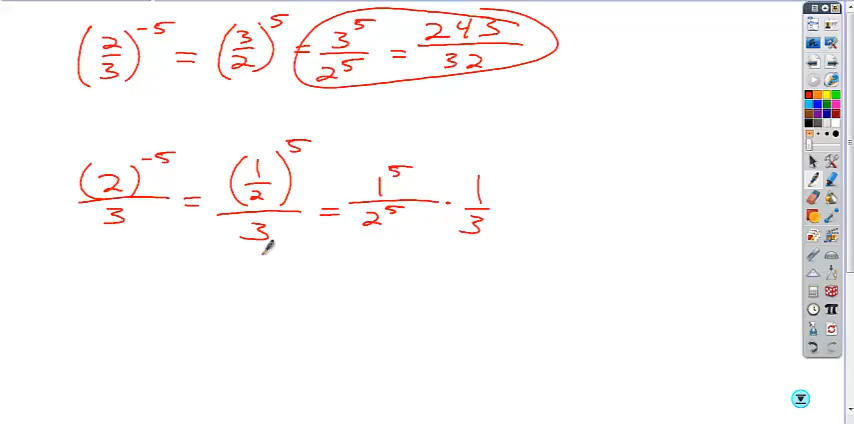 (2/3)^-5 = (3/2)^5 = 3^5/2^5 = 243/32
(2)^-5/3 = (1/2)^5/3 = 1^5/2^5 · 1/3